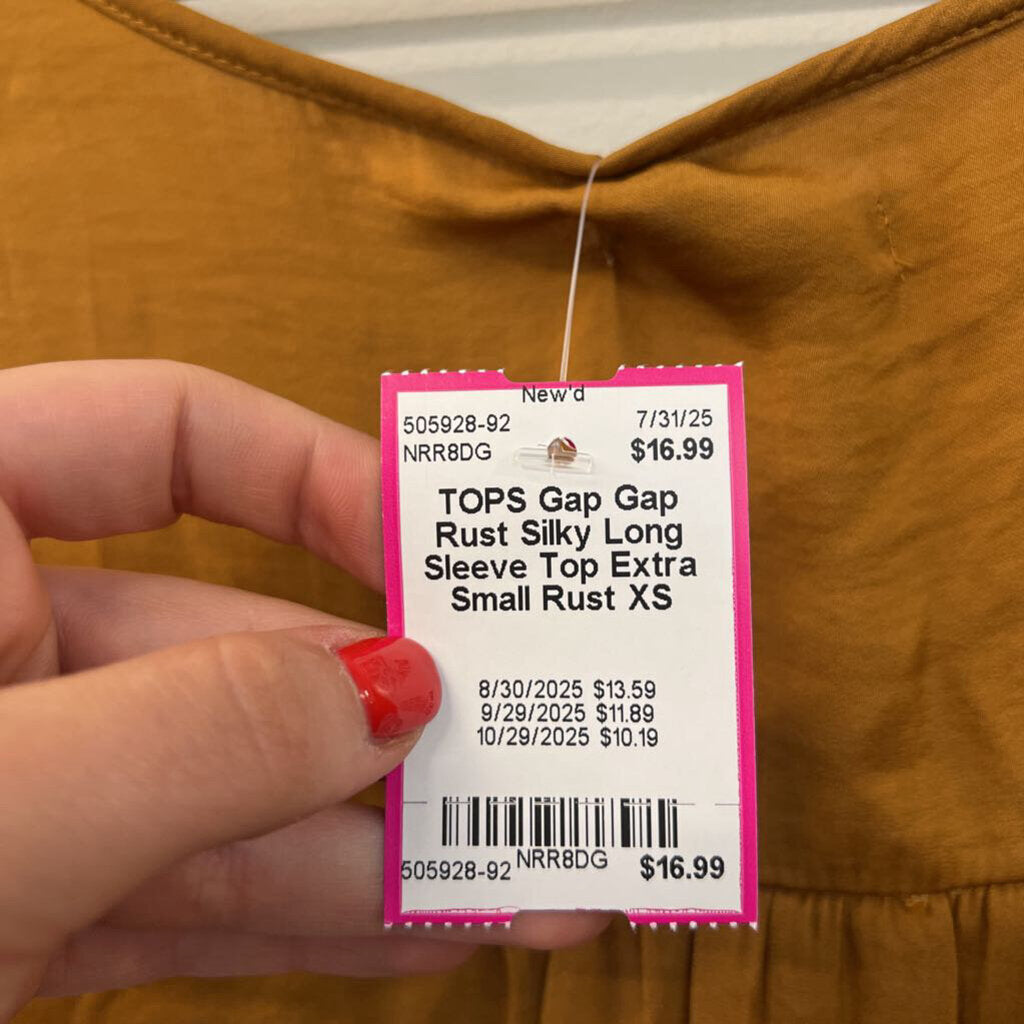 New'd
505928-92 7/31/25
NRR8DG $16.99
TOPS Gap Gap
Rust Silky Long
Sleeve Top Extra
Small Rust XS
8/30/2025 $13.59
9/29/2025 $11.89
10/29/2025 $10.19
505928-92 NRR8DG $16.99